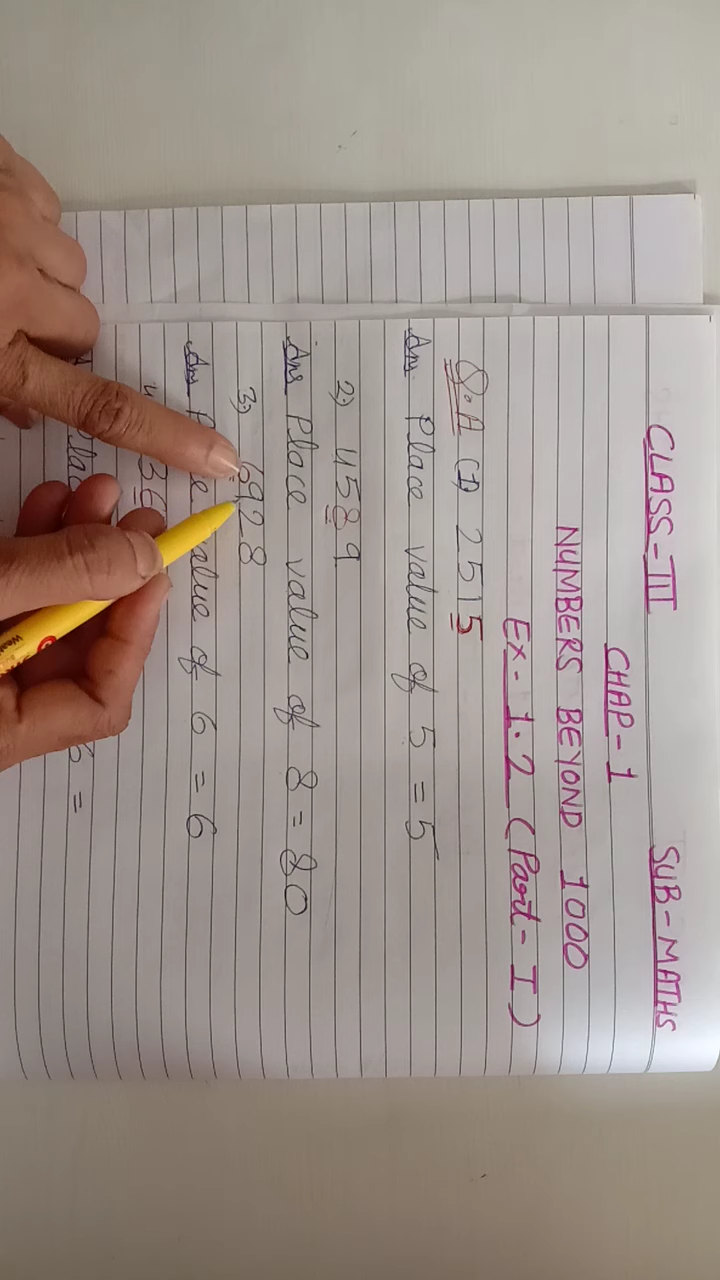 CLASS-III SUB-MATHS
CHAP-1
NUMBERS BEYOND 1000
Ex-1.2 (Part-I)
Q.A (1) 2515
Ans Place value of 5 = 5
2) 4589
Ans Place value of 8 = 80
3) 6928
Ans value of 6 = 6
=